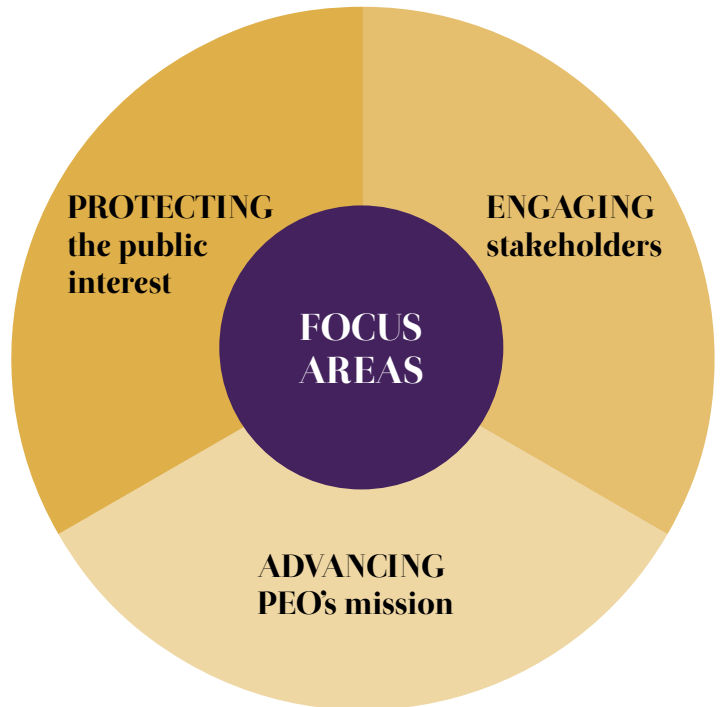 PROTECTING
the public
interest
ENGAGING
stakeholders
FOCUS
AREAS
ADVANCING
PEO's mission